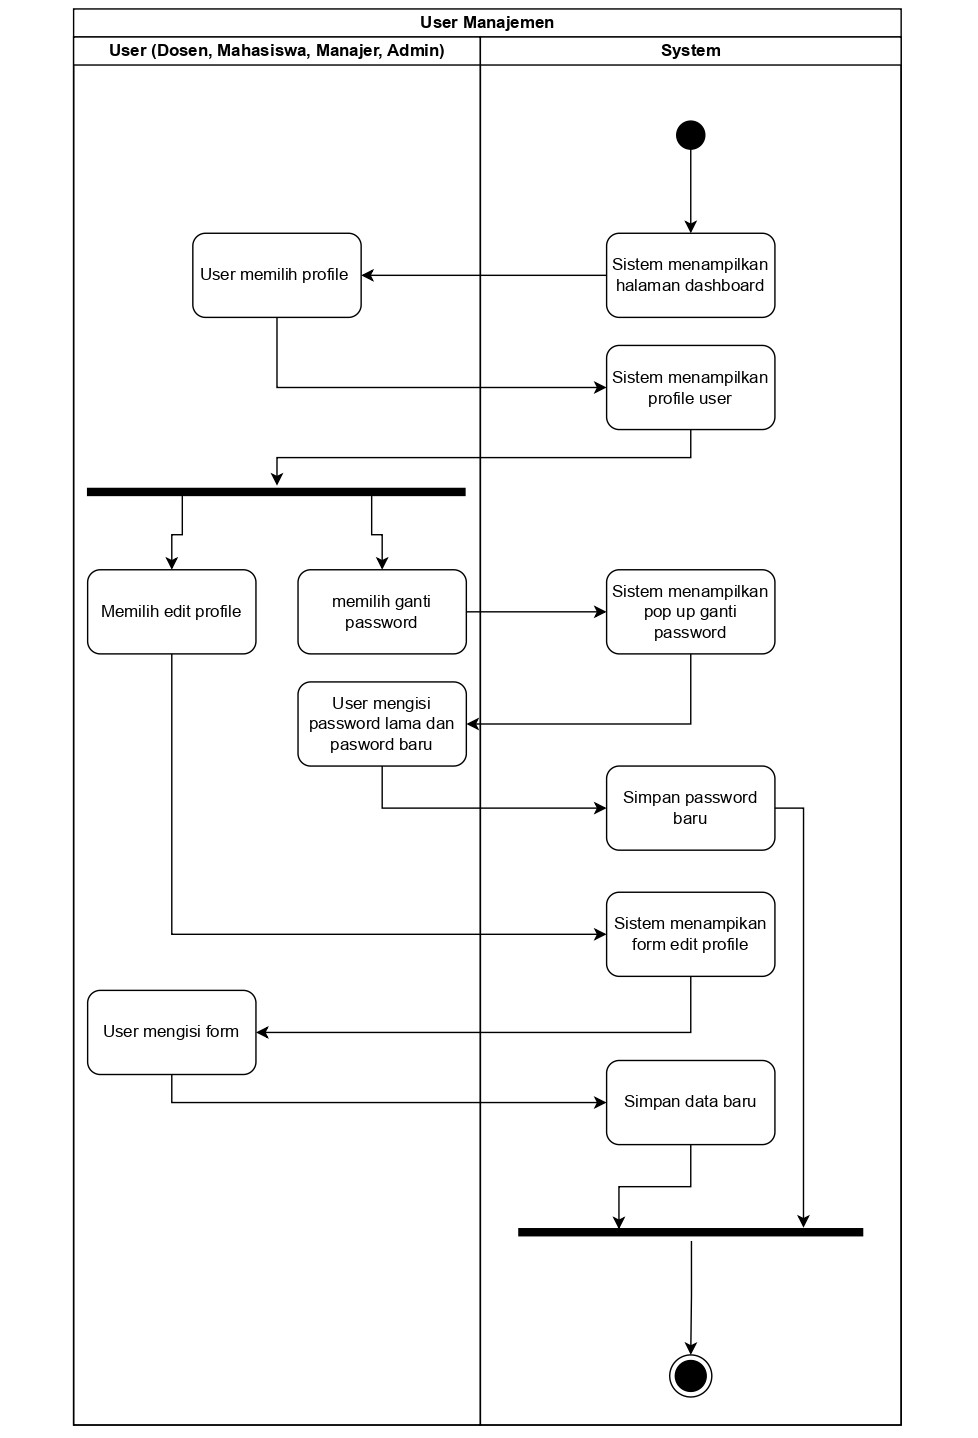 User Manajemen
User (Dosen, Mahasiswa, Manajer, Admin)
System
User memilih profile
Sistem menampilkan
halaman dashboard
Sistem menampilkan
profile user
Memilih edit profile
memilih ganti
password
Sistem menampilkan
pop up ganti
password
User mengisi
password lama dan
pasword baru
Simpan password
baru
Sistem menampikan
form edit profile
User mengisi form
Simpan data baru